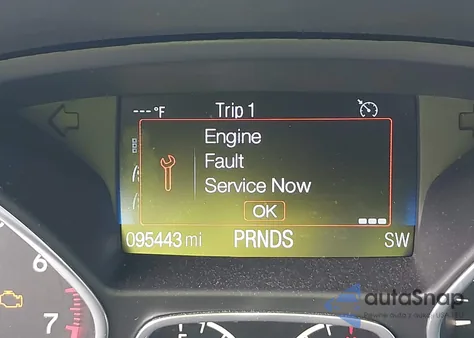 ---°F Trip 1
Engine
Fault
Service Now
OK
095443 mi PRNDS SW
6
7
autoSnap